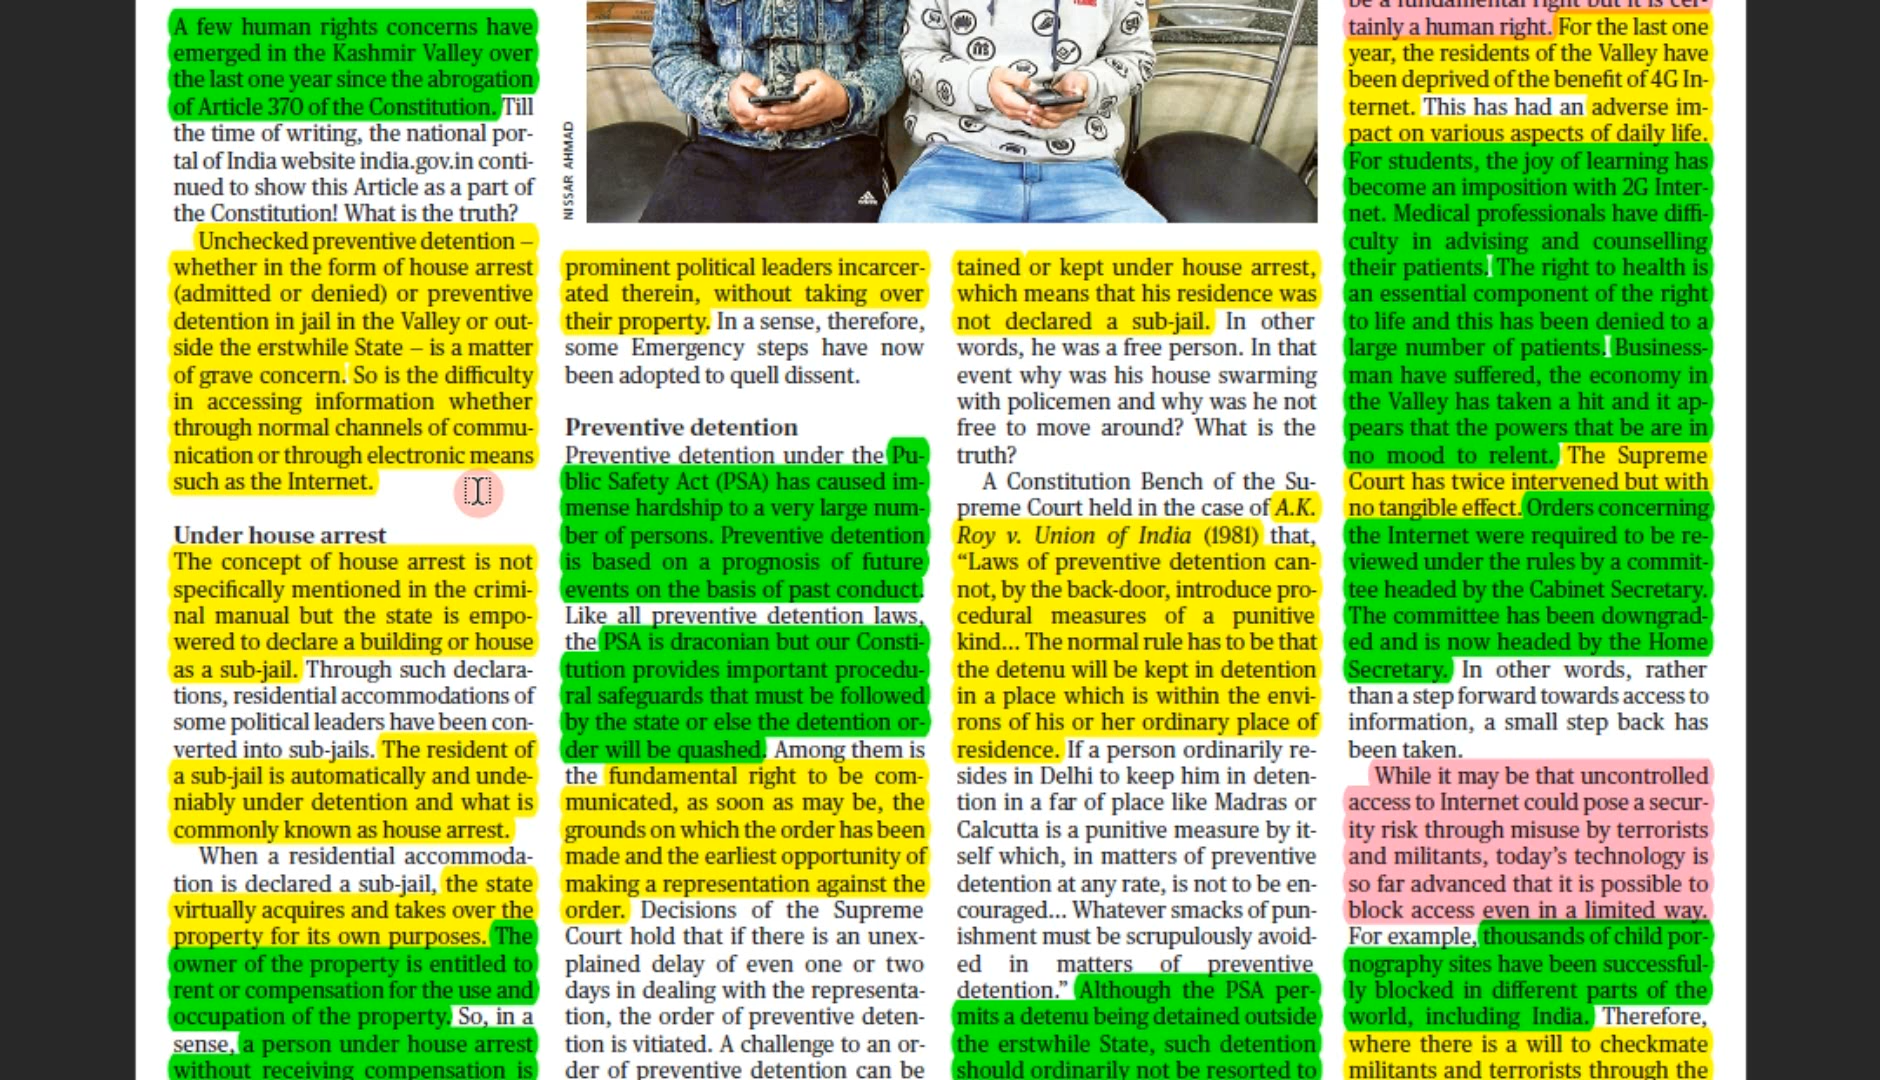 A few human rights concerns have
emerged in the Kashmir Valley over
the last one year since the abrogation
of Article 370 of the Constitution. Till
the time of writing, the national por-
tal of India website india.gov.in conti-
nued to show this Article as a part of
the Constitution! What is the truth?
Unchecked preventive detention –
whether in the form of house arrest
(admitted or denied) or preventive
detention in jail in the Valley or out-
side the erstwhile State – is a matter
of grave concern. So is the difficulty
in accessing information whether
through normal channels of commu-
nication or through electronic means
such as the Internet.
Under house arrest
The concept of house arrest is not
specifically mentioned in the crimi-
nal manual but the state is empo-
wered to declare a building or house
as a sub-jail. Through such declara-
tions, residential accommodations of
some political leaders have been con-
verted into sub-jails. The resident of
a sub-jail is automatically and unde-
niably under detention and what is
commonly known as house arrest.
When a residential accommoda-
tion is declared a sub-jail, the state
virtually acquires and takes over the
property for its own purposes. The
owner of the property is entitled to
rent or compensation for the use and
occupation of the property. So, in a
sense, a person under house arrest
without receiving compensation is
NISSAR AHMAD
prominent political leaders incarcer-
ated therein, without taking over
their property. In a sense, therefore,
some Emergency steps have now
been adopted to quell dissent.
Preventive detention
Preventive detention under the Pu-
blic Safety Act (PSA) has caused im-
mense hardship to a very large num-
ber of persons. Preventive detention
is based on a prognosis of future
events on the basis of past conduct.
Like all preventive detention laws,
the PSA is draconian but our Consti-
tution provides important procedu-
ral safeguards that must be followed
by the state or else the detention or-
der will be quashed. Among them is
the fundamental right to be com-
municated, as soon as may be, the
grounds on which the order has been
made and the earliest opportunity of
making a representation against the
order. Decisions of the Supreme
Court hold that if there is an unex-
plained delay of even one or two
days in dealing with the representa-
tion, the order of preventive deten-
tion is vitiated. A challenge to an or-
der of preventive detention can be
tained or kept under house arrest,
which means that his residence was
not declared a sub-jail. In other
words, he was a free person. In that
event why was his house swarming
with policemen and why was he not
free to move around? What is the
truth?
A Constitution Bench of the Su-
preme Court held in the case of A.K.
Roy v. Union of India (1981) that,
“Laws of preventive detention can-
not, by the back-door, introduce pro-
cedural measures of a punitive
kind... The normal rule has to be that
the detenu will be kept in detention
in a place which is within the envi-
rons of his or her ordinary place of
residence. If a person ordinarily re-
sides in Delhi to keep him in deten-
tion in a far of place like Madras or
Calcutta is a punitive measure by it-
self which, in matters of preventive
detention at any rate, is not to be en-
couraged... Whatever smacks of pun-
ishment must be scrupulously avoid-
ed in matters of preventive
detention.” Although the PSA per-
mits a detenu being detained outside
the erstwhile State, such detention
should ordinarily not be resorted to
be a fundamental right but it is cer-
tainly a human right. For the last one
year, the residents of the Valley have
been deprived of the benefit of 4G In-
ternet. This has had an adverse im-
pact on various aspects of daily life.
For students, the joy of learning has
become an imposition with 2G Inter-
net. Medical professionals have diffi-
culty in advising and counselling
their patients. The right to health is
an essential component of the right
to life and this has been denied to a
large number of patients. Business-
man have suffered, the economy in
the Valley has taken a hit and it ap-
pears that the powers that be are in
no mood to relent. The Supreme
Court has twice intervened but with
no tangible effect. Orders concerning
the Internet were required to be re-
viewed under the rules by a commit-
tee headed by the Cabinet Secretary.
The committee has been downgrad-
ed and is now headed by the Home
Secretary. In other words, rather
than a step forward towards access to
information, a small step back has
been taken.
While it may be that uncontrolled
access to Internet could pose a secur-
ity risk through misuse by terrorists
and militants, today’s technology is
so far advanced that it is possible to
block access even in a limited way.
For example, thousands of child por-
nography sites have been successful-
ly blocked in different parts of the
world, including India. Therefore,
where there is a will to checkmate
militants and terrorists through the